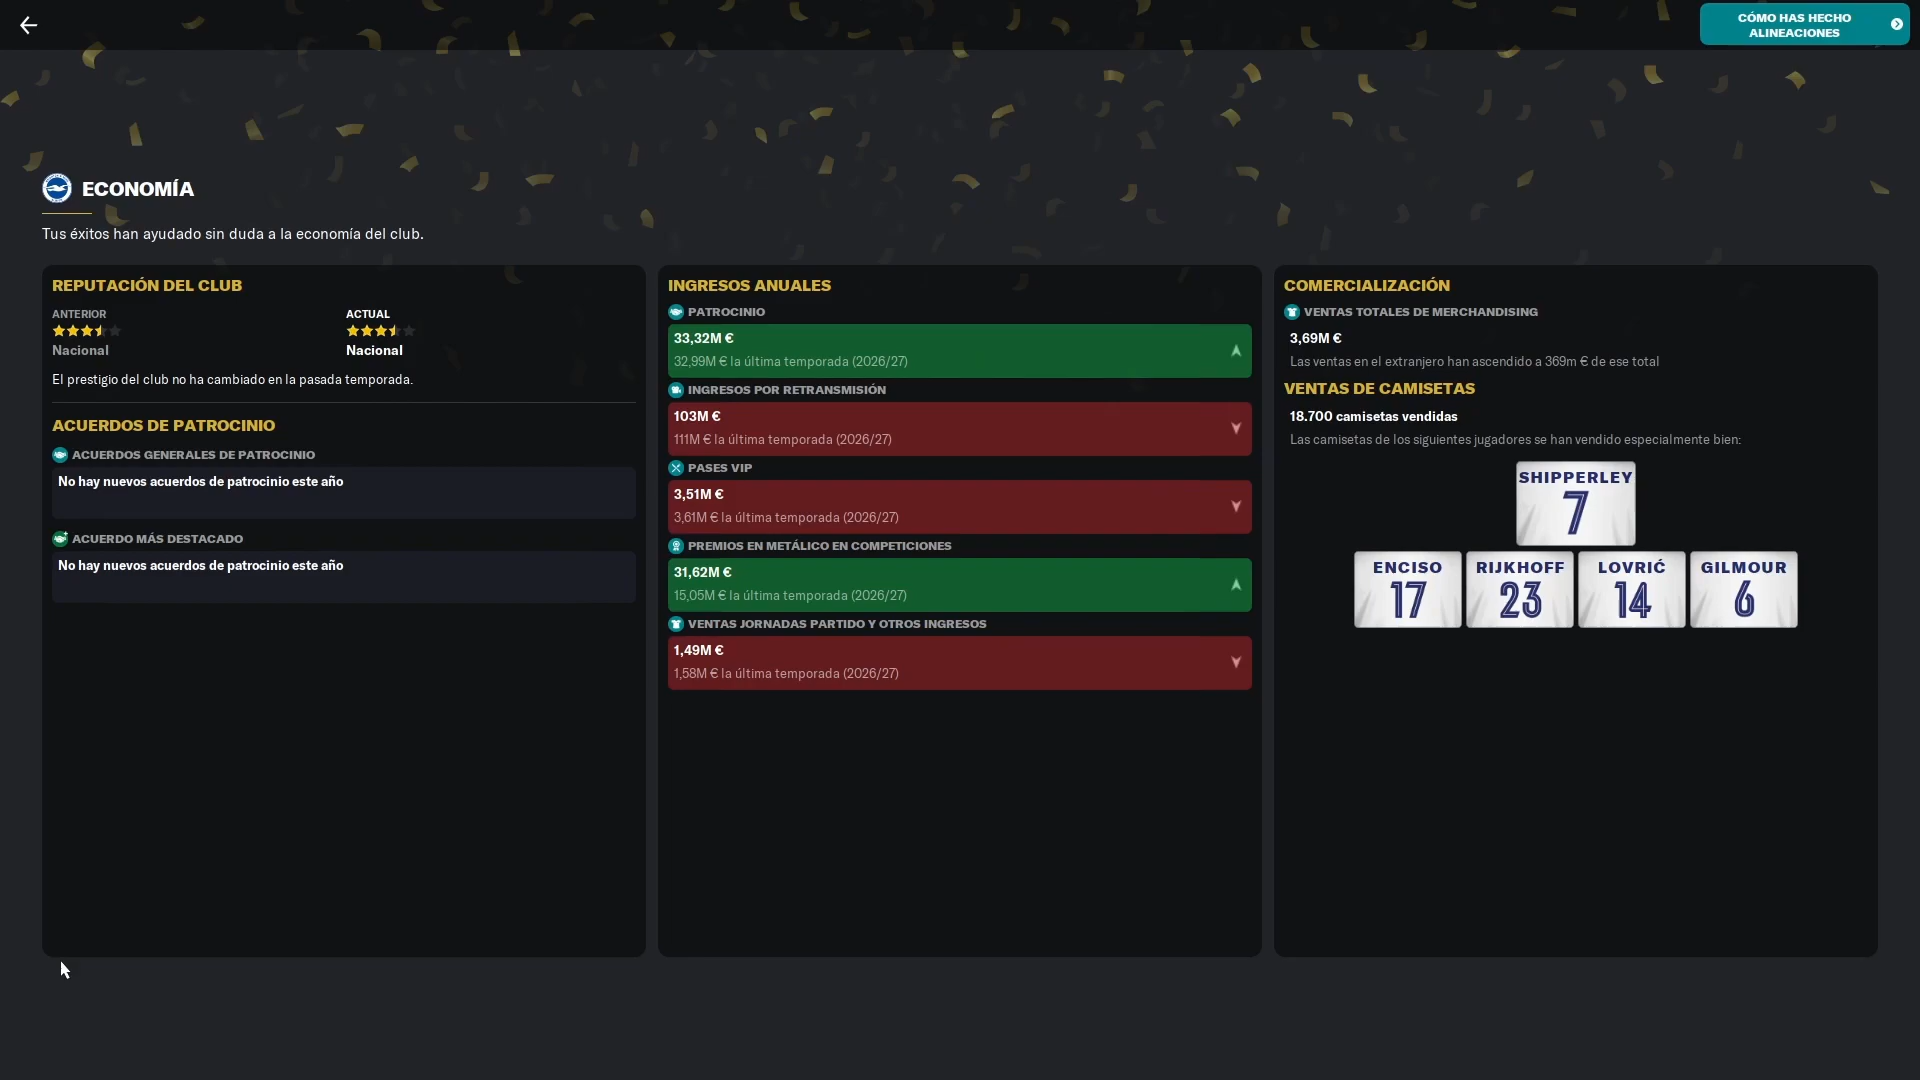 CÓMO HAS HECHO
ALINEACIONES
ECONOMÍA
Tus éxitos han ayudado sin duda a la economía del club.
REPUTACIÓN DEL CLUB
ANTERIOR
ACTUAL
Nacional
Nacional
El prestigio del club no ha cambiado en la pasada temporada.
ACUERDOS DE PATROCINIO
ACUERDOS GENERALES DE PATROCINIO
No hay nuevos acuerdos de patrocinio este año
ACUERDO MÁS DESTACADO
No hay nuevos acuerdos de patrocinio este año
INGRESOS ANUALES
PATROCINIO
33,32M €
32,99M € la última temporada (2026/27)
INGRESOS POR RETRANSMISIÓN
103M €
111M € la última temporada (2026/27)
PASES VIP
3,51M €
3,61M € la última temporada (2026/27)
PREMIOS EN METÁLICO EN COMPETICIONES
31,62M €
15,05M € la última temporada (2026/27)
VENTAS JORNADAS PARTIDO Y OTROS INGRESOS
1,49M €
1,58M € la última temporada (2026/27)
COMERCIALIZACIÓN
VENTAS TOTALES DE MERCHANDISING
3,69M €
Las ventas en el extranjero han ascendido a 369m € de ese total
VENTAS DE CAMISETAS
18.700 camisetas vendidas
Las camisetas de los siguientes jugadores se han vendido especialmente bien:
SHIPPERLEY
7
ENCISO
17
RIJKHOFF
23
LOVRIĆ
14
GILMOUR
6